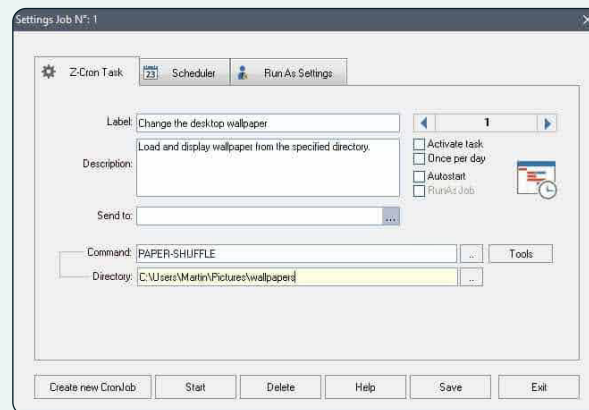 Settings Job N°: 1
Z-Cron Task
23
Scheduler
Run As Settings
Label: Change the desktop wallpaper
1
Description: Load and display wallpaper from the specified directory.
Activate task
Once per day
Autostart
RunAs Job
Send to: ...
Command: PAPER-SHUFFLE .. Tools
Directory: C:\Users\Martin\Pictures\wallpapers ..
Create new CronJob Start Delete Help Save Exit